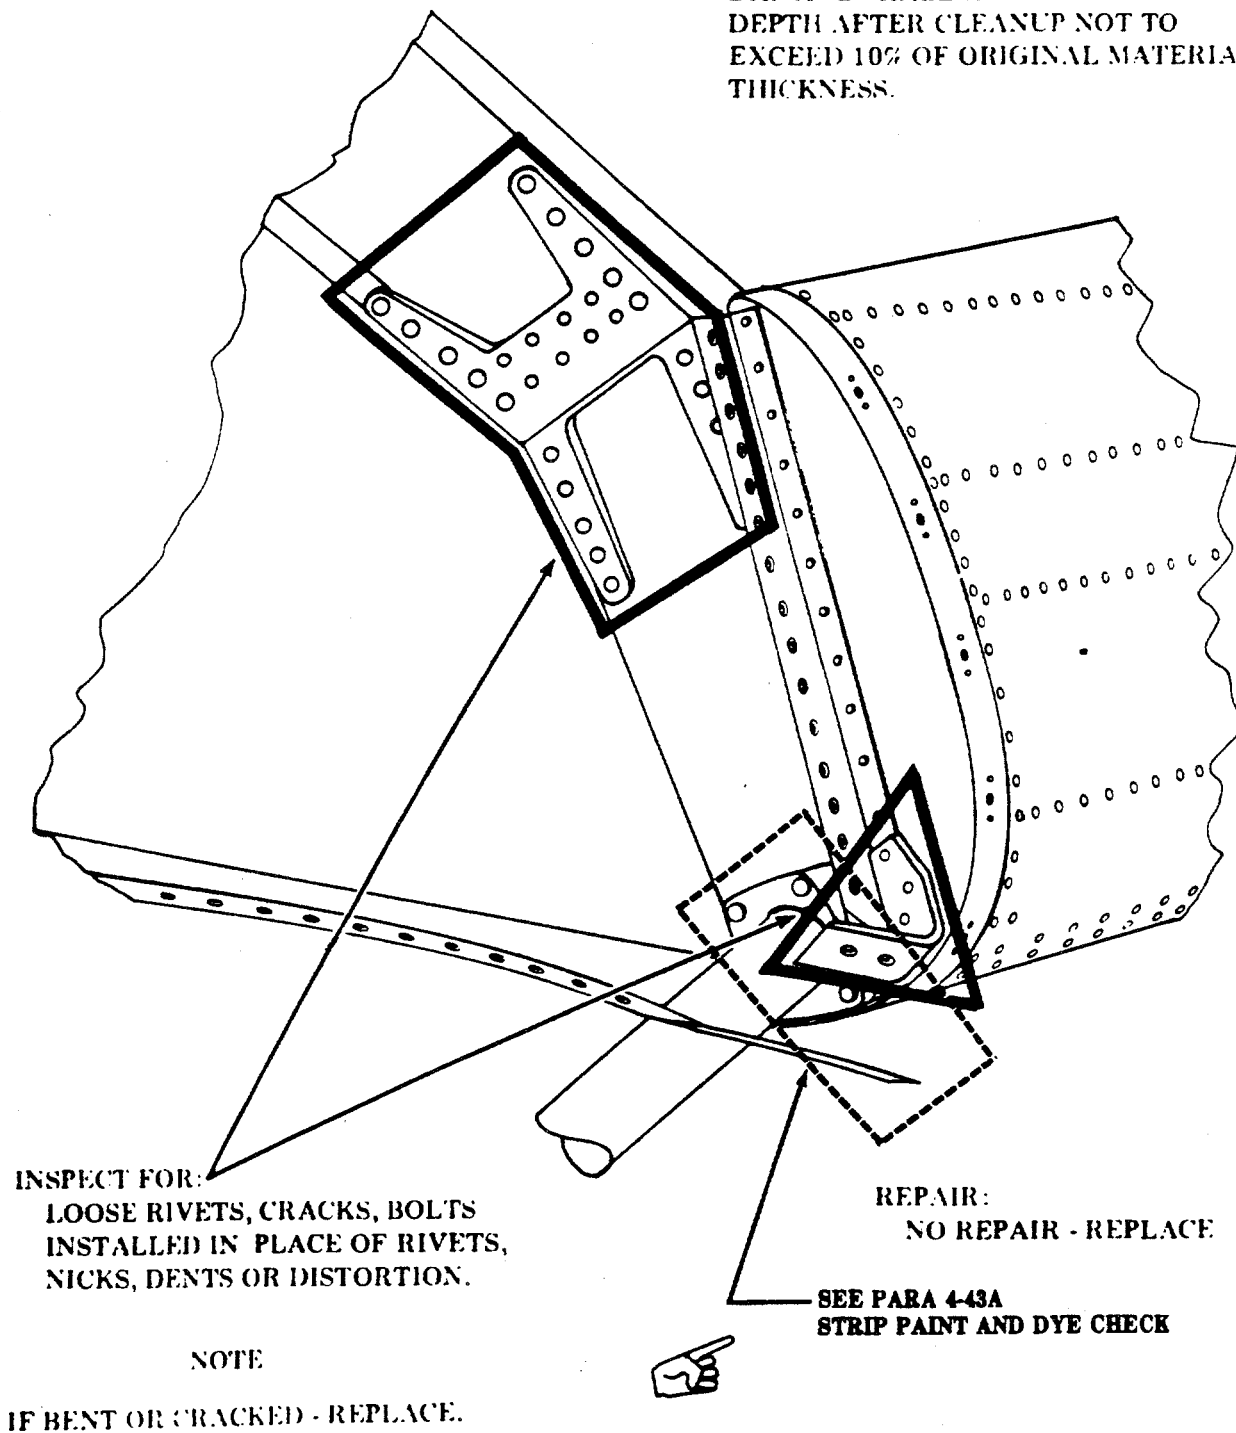 DEPTH AFTER CLEANUP NOT TO
EXCEED 10% OF ORIGINAL MATERIA
THICKNESS.
INSPECT FOR:
LOOSE RIVETS, CRACKS, BOLTS
INSTALLED IN PLACE OF RIVETS,
NICKS, DENTS OR DISTORTION.
NOTE
IF BENT OR CRACKED - REPLACE.
REPAIR:
NO REPAIR - REPLACE
SEE PARA 4-43A
STRIP PAINT AND DYE CHECK